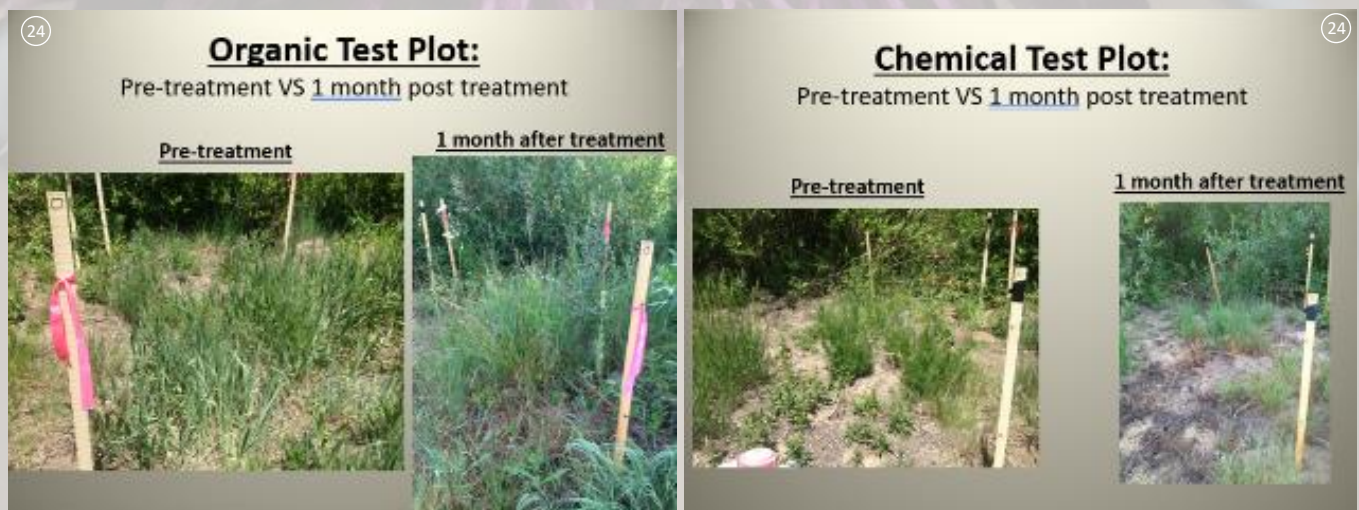 24
Organic Test Plot:
Pre-treatment VS 1 month post treatment
Pre-treatment
1 month after treatment
24
Chemical Test Plot:
Pre-treatment VS 1 month post treatment
Pre-treatment
1 month after treatment